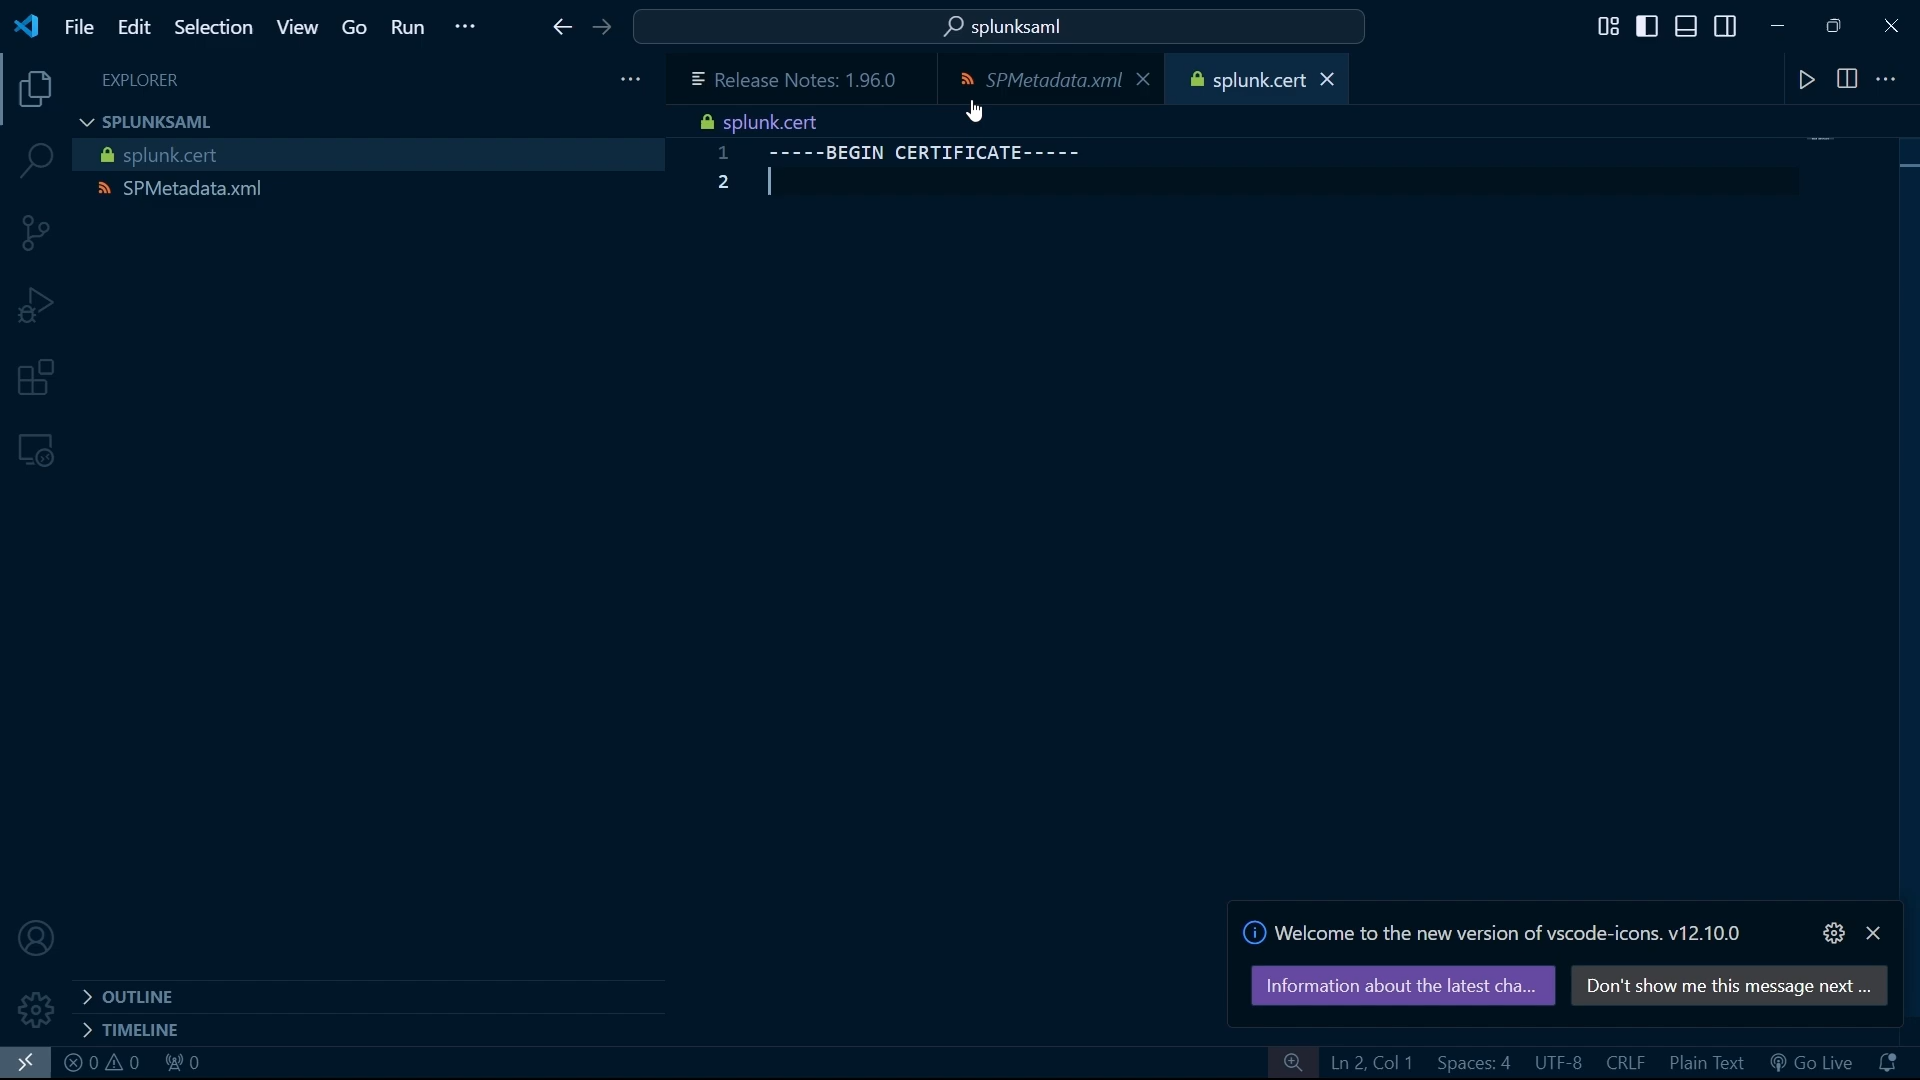 File Edit Selection View Go Run ···
splunksaml
EXPLORER ···
SPLUNKSAML
splunk.cert
SPMetadata.xml
OUTLINE
TIMELINE
Release Notes: 1.96.0
SPMetadata.xml
splunk.cert
splunk.cert
1 -----BEGIN CERTIFICATE-----
2
Welcome to the new version of vscode-icons. v12.10.0
Information about the latest cha...
Don't show me this message next ...
0 0 0
Ln 2, Col 1 Spaces: 4 UTF-8 CRLF Plain Text Go Live